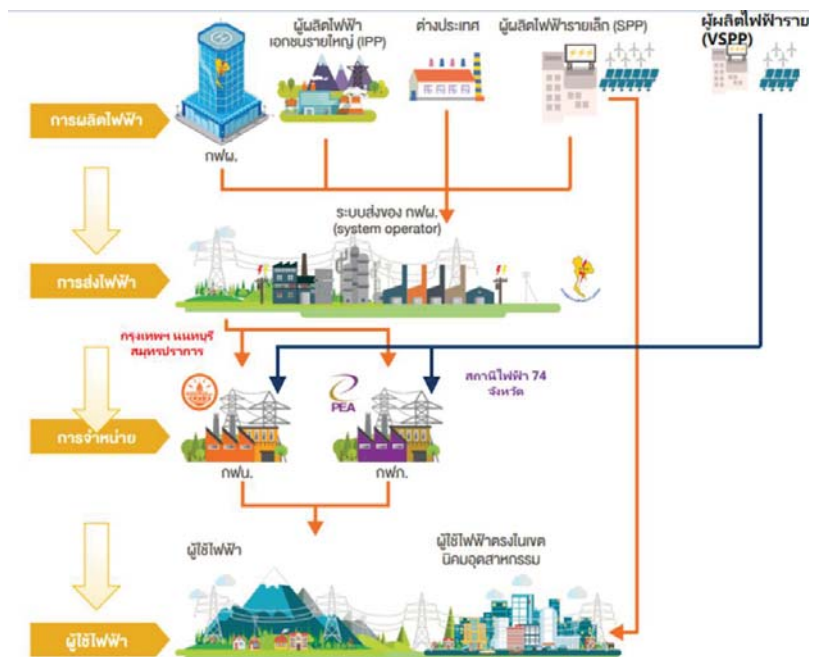 ผู้ผลิตไฟฟ้า
เอกชนรายใหญ่ (IPP)
ต่างประเทศ
ผู้ผลิตไฟฟ้ารายเล็ก (SPP)
ผู้ผลิตไฟฟ้าราย
(VSPP)
การผลิตไฟฟ้า
กฟผ.
ระบบส่งของ กฟผ.
(system operator)
การส่งไฟฟ้า
กรุงเทพฯ นนทบุรี
สมุทรปราการ
สถานีไฟฟ้า 74
จังหวัด
PEA
การจำหน่าย
กฟน.
กฟภ.
ผู้ใช้ไฟฟ้า
ผู้ใช้ไฟฟ้าตรงในเขต
นิคมอุตสาหกรรม
ผู้ใช้ไฟฟ้า